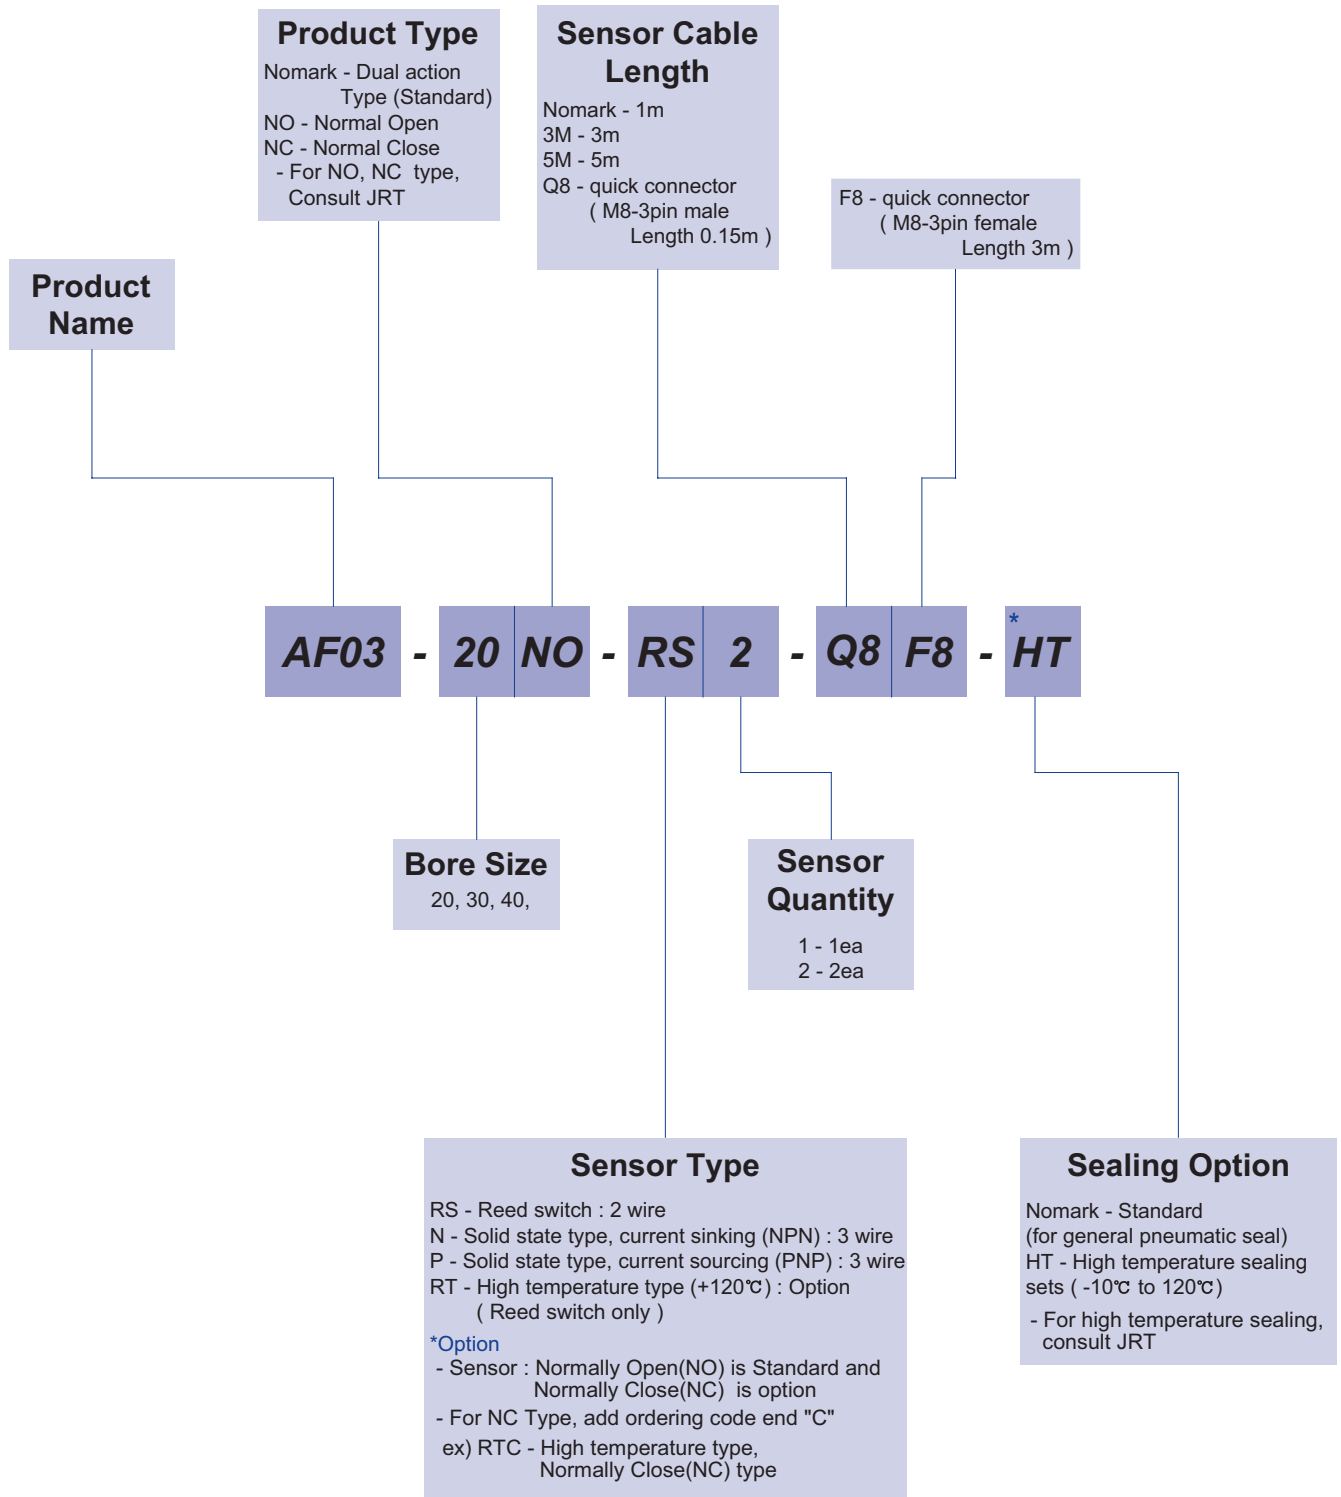 Product Type
Nomark - Dual action
Type (Standard)
NO - Normal Open
NC - Normal Close
- For NO, NC type,
Consult JRT
Sensor Cable
Length
Nomark - 1m
3M - 3m
5M - 5m
Q8 - quick connector
( M8-3pin male
Length 0.15m )
F8 - quick connector
( M8-3pin female
Length 3m )
Product
Name
AF03 - 20 NO - RS 2 - Q8 F8 - *HT
Bore Size
20, 30, 40,
Sensor
Quantity
1 - 1ea
2 - 2ea
Sensor Type
RS - Reed switch : 2 wire
N - Solid state type, current sinking (NPN) : 3 wire
P - Solid state type, current sourcing (PNP) : 3 wire
RT - High temperature type (+120℃) : Option
( Reed switch only )
*Option
- Sensor : Normally Open(NO) is Standard and
Normally Close(NC) is option
- For NC Type, add ordering code end "C"
ex) RTC - High temperature type,
Normally Close(NC) type
Sealing Option
Nomark - Standard
(for general pneumatic seal)
HT - High temperature sealing
sets ( -10℃ to 120℃)
- For high temperature sealing,
consult JRT